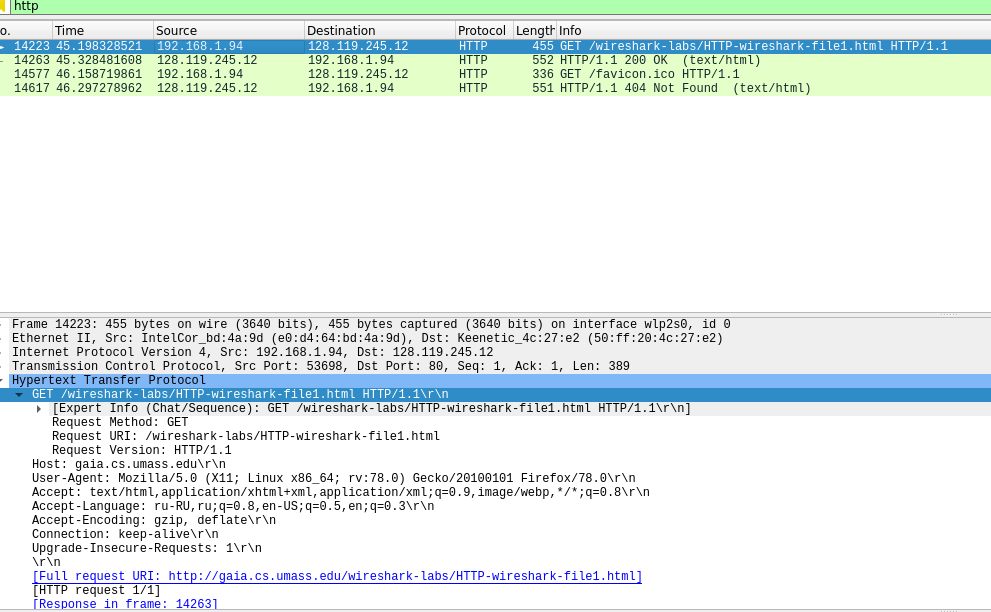 http
o. Time Source Destination Protocol Length Info
14223 45.198328521 192.168.1.94 128.119.245.12 HTTP 455 GET /wireshark-labs/HTTP-wireshark-file1.html HTTP/1.1
14263 45.328481608 128.119.245.12 192.168.1.94 HTTP 552 HTTP/1.1 200 OK  (text/html)
14577 46.158719861 192.168.1.94 128.119.245.12 HTTP 336 GET /favicon.ico HTTP/1.1
14617 46.297278962 128.119.245.12 192.168.1.94 HTTP 551 HTTP/1.1 404 Not Found  (text/html)
Frame 14223: 455 bytes on wire (3640 bits), 455 bytes captured (3640 bits) on interface wlp2s0, id 0
Ethernet II, Src: IntelCor_bd:4a:9d (e0:d4:64:bd:4a:9d), Dst: Keenetic_4c:27:e2 (50:ff:20:4c:27:e2)
Internet Protocol Version 4, Src: 192.168.1.94, Dst: 128.119.245.12
Transmission Control Protocol, Src Port: 53698, Dst Port: 80, Seq: 1, Ack: 1, Len: 389
Hypertext Transfer Protocol
GET /wireshark-labs/HTTP-wireshark-file1.html HTTP/1.1\r\n
[Expert Info (Chat/Sequence): GET /wireshark-labs/HTTP-wireshark-file1.html HTTP/1.1\r\n]
Request Method: GET
Request URI: /wireshark-labs/HTTP-wireshark-file1.html
Request Version: HTTP/1.1
Host: gaia.cs.umass.edu\r\n
User-Agent: Mozilla/5.0 (X11; Linux x86_64; rv:78.0) Gecko/20100101 Firefox/78.0\r\n
Accept: text/html,application/xhtml+xml,application/xml;q=0.9,image/webp,*/*;q=0.8\r\n
Accept-Language: ru-RU,ru;q=0.8,en-US;q=0.5,en;q=0.3\r\n
Accept-Encoding: gzip, deflate\r\n
Connection: keep-alive\r\n
Upgrade-Insecure-Requests: 1\r\n
\r\n
[Full request URI: http://gaia.cs.umass.edu/wireshark-labs/HTTP-wireshark-file1.html]
[HTTP request 1/1]
[Response in frame: 14263]